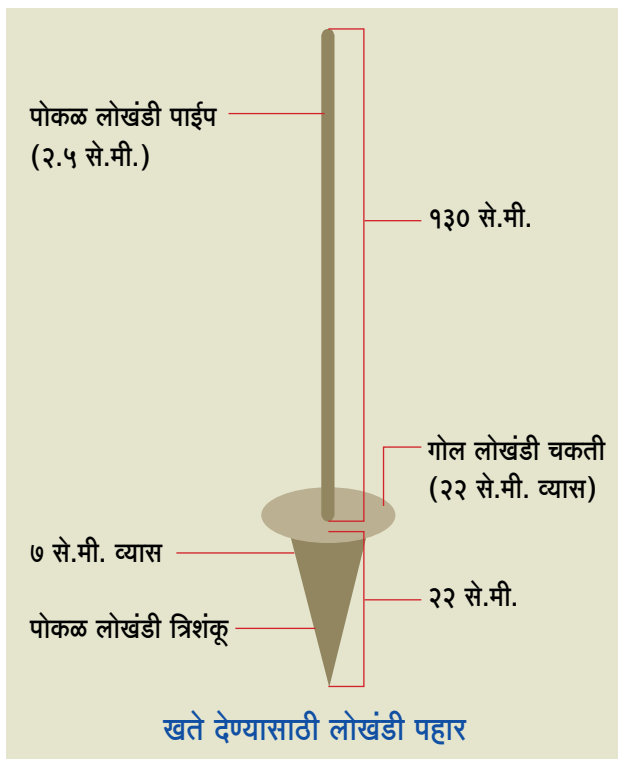 पोकळ लोखंडी पाईप
(२.५ से.मी.)
१३० से.मी.
गोल लोखंडी चकती
(२२ से.मी. व्यास)
७ से.मी. व्यास
२२ से.मी.
पोकळ लोखंडी त्रिशंकू
खते देण्यासाठी लोखंडी पहार